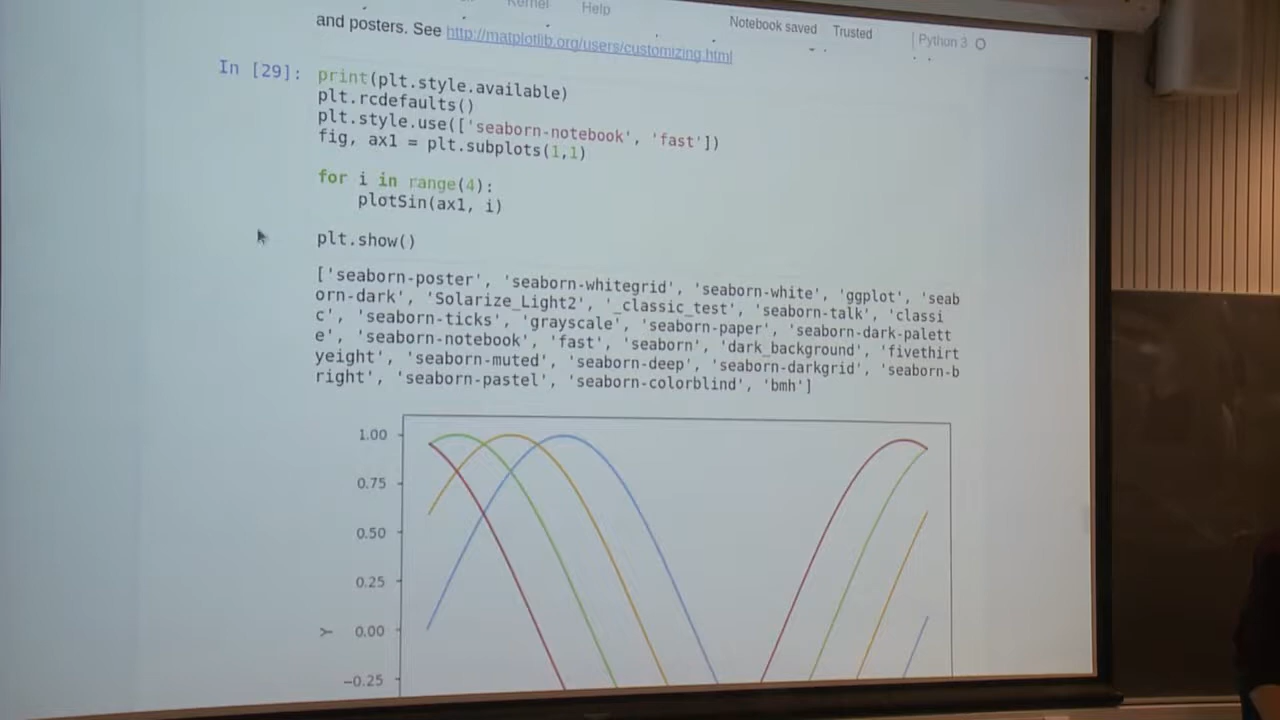 Kernel Help
Notebook saved Trusted Python 3
and posters. See http://matplotlib.org/users/customizing.html
In [29]: print(plt.style.available)
plt.rcdefaults()
plt.style.use(['seaborn-notebook', 'fast'])
fig, ax1 = plt.subplots(1,1)
for i in range(4):
    plotSin(ax1, i)
plt.show()
['seaborn-poster', 'seaborn-whitegrid', 'seaborn-white', 'ggplot', 'seab
orn-dark', 'Solarize_Light2', '_classic_test', 'seaborn-talk', 'classi
c', 'seaborn-ticks', 'grayscale', 'seaborn-paper', 'seaborn-dark-palett
e', 'seaborn-notebook', 'fast', 'seaborn', 'dark_background', 'fivethirt
yeight', 'seaborn-muted', 'seaborn-deep', 'seaborn-darkgrid', 'seaborn-b
right', 'seaborn-pastel', 'seaborn-colorblind', 'bmh']
1.00
0.75
0.50
0.25
Y 0.00
−0.25